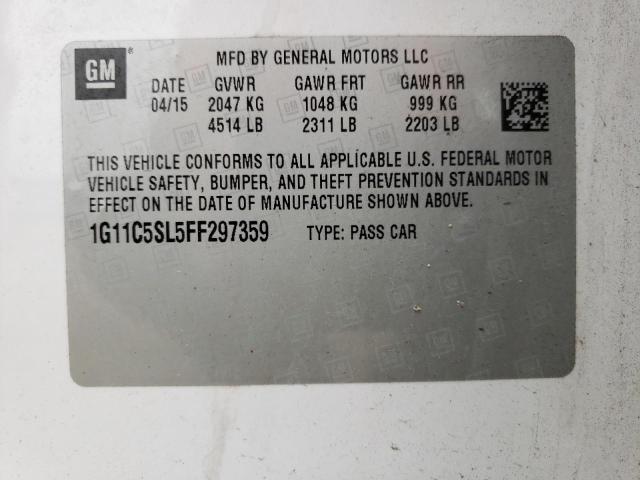 GM
MFD BY GENERAL MOTORS LLC
DATE GVWR GAWR FRT GAWR RR
04/15 2047 KG 1048 KG 999 KG
4514 LB 2311 LB 2203 LB
THIS VEHICLE CONFORMS TO ALL APPLICABLE U.S. FEDERAL MOTOR
VEHICLE SAFETY, BUMPER, AND THEFT PREVENTION STANDARDS IN
EFFECT ON THE DATE OF MANUFACTURE SHOWN ABOVE.
1G11C5SL5FF297359 TYPE: PASS CAR